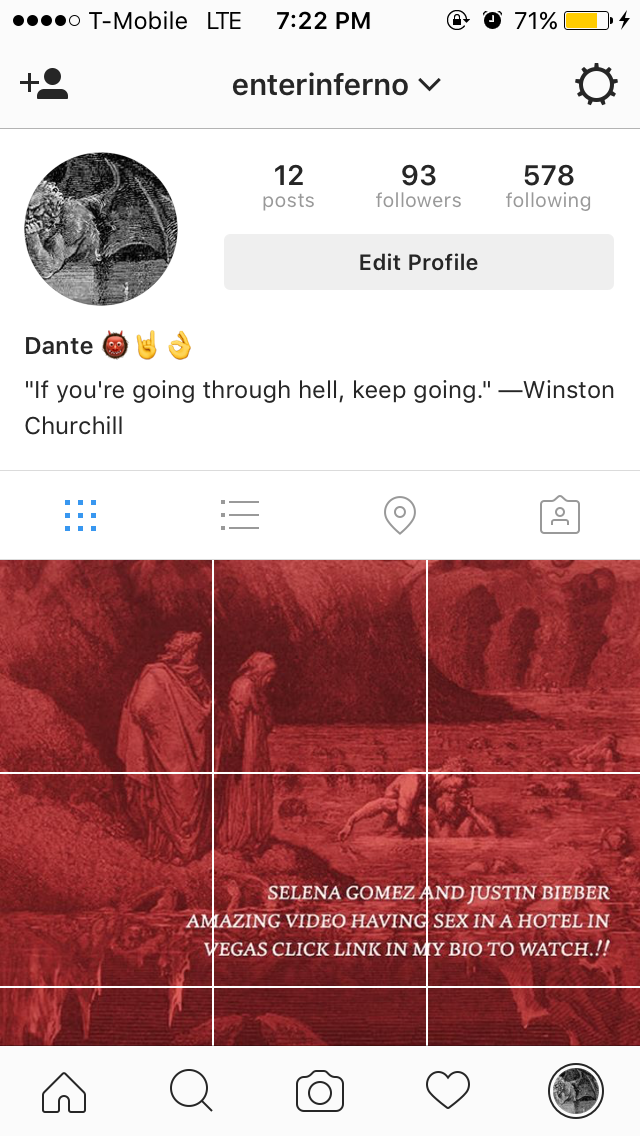 T-Mobile LTE 7:22 PM 71%
enterinferno
12 93 578
posts followers following
Edit Profile
Dante 👹🤘👌
"If you're going through hell, keep going." —Winston
Churchill
SELENA GOMEZ AND JUSTIN BIEBER
AMAZING VIDEO HAVING SEX IN A HOTEL IN
VEGAS CLICK LINK IN MY BIO TO WATCH.!!